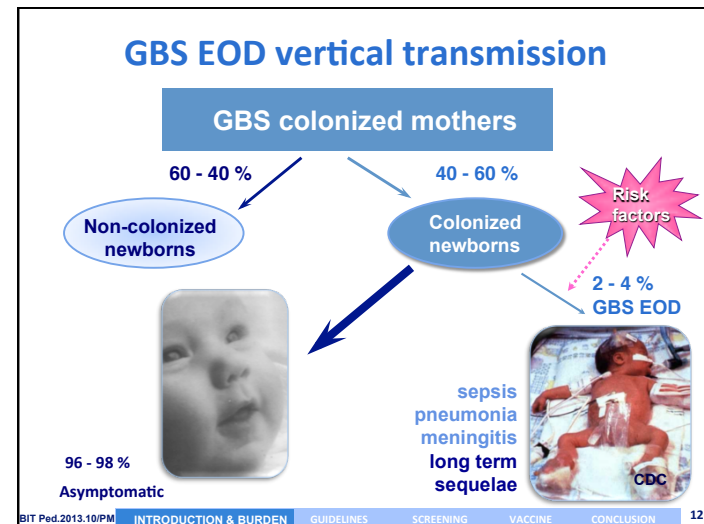 GBS EOD vertical transmission
GBS colonized mothers
60 - 40 %
40 - 60 %
Risk
factors
Non-colonized
newborns
Colonized
newborns
2 - 4 %
GBS EOD
sepsis
pneumonia
meningitis
long term
sequelae
CDC
96 - 98 %
Asymptomatic
BIT Ped.2013.10/PM INTRODUCTION & BURDEN GUIDELINES SCREENING VACCINE CONCLUSION 12